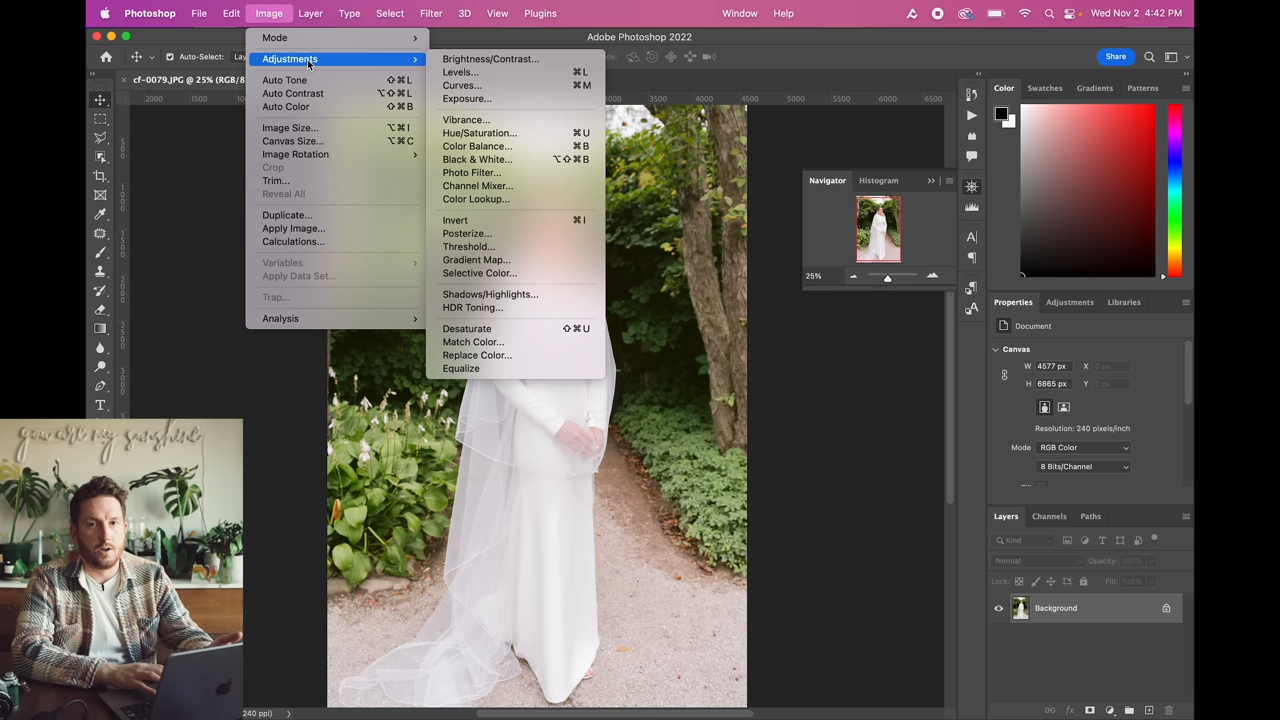 Photoshop File Edit Image Layer Type Select Filter 3D View Plugins Window Help Wed Nov 2 4:42 PM
Adobe Photoshop 2022
Auto-Select: Lay
Share
cf-0079.JPG @ 25% (RGB/8
Mode
Adjustments
Auto Tone ⇧⌘L
Auto Contrast ⌥⇧⌘L
Auto Color ⇧⌘B
Image Size... ⌥⌘I
Canvas Size... ⌥⌘C
Image Rotation
Crop
Trim...
Reveal All
Duplicate...
Apply Image...
Calculations...
Variables
Apply Data Set...
Trap...
Analysis
Brightness/Contrast...
Levels... ⌘L
Curves... ⌘M
Exposure...
Vibrance...
Hue/Saturation... ⌘U
Color Balance... ⌘B
Black & White... ⌥⇧⌘B
Photo Filter...
Channel Mixer...
Color Lookup...
Invert ⌘I
Posterize...
Threshold...
Gradient Map...
Selective Color...
Shadows/Highlights...
HDR Toning...
Desaturate ⇧⌘U
Match Color...
Replace Color...
Equalize
2000 3000 3500 4000 4500 5000 5500 6000 6500
Navigator Histogram
25%
Color Swatches Gradients Patterns
Properties Adjustments Libraries
Document
Canvas
W 4577 px X 0 px
H 6865 px Y 0 px
Resolution: 240 pixels/inch
Mode RGB Color
8 Bits/Channel
Layers Channels Paths
Kind
Normal Opacity: 100%
Lock: Fill: 100%
Background
you are my sunshine
240 ppi)